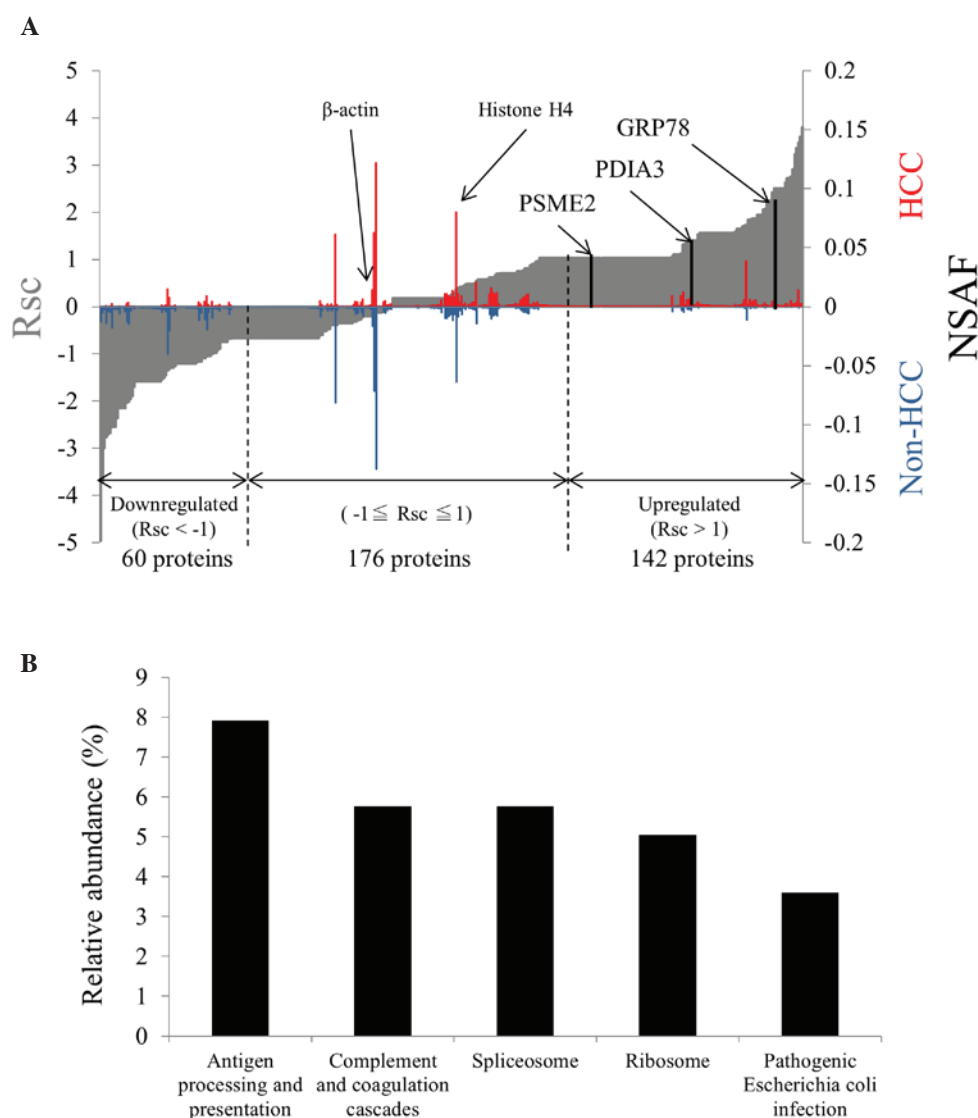 A
5
4
3
2
1
0
-1
-2
-3
-4
-5
Rsc
β-actin
Histone H4
GRP78
PDIA3
PSME2
0.2
0.15
0.1
0.05
0
-0.05
-0.1
-0.15
-0.2
HCC
Non-HCC
NSAF
Downregulated
(Rsc < -1)
60 proteins
( -1≦ Rsc ≦1)
176 proteins
Upregulated
(Rsc > 1)
142 proteins
B
9
8
7
6
5
4
3
2
1
0
Relative abundance (%)
Antigen
processing and
presentation
Complement
and coagulation
cascades
Spliceosome
Ribosome
Pathogenic
Escherichia coli
infection